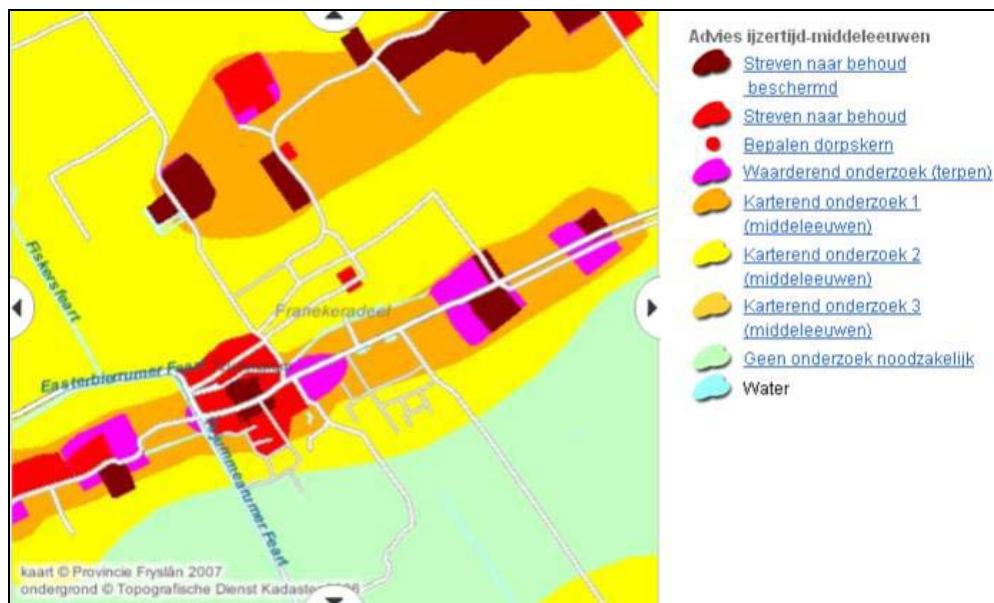 Advies ijzertijd-middeleeuwen
Streven naar behoud
beschermd
Streven naar behoud
Bepalen dorpskern
Waarderend onderzoek (terpen)
Karterend onderzoek 1
(middeleeuwen)
Karterend onderzoek 2
(middeleeuwen)
Karterend onderzoek 3
(middeleeuwen)
Geen onderzoek noodzakelijk
Water
Fiskersfeart
Franekeradeel
Easterbierrumer Feart
Feart
kaart © Provincie Fryslân 2007
ondergrond © Topografische Dienst Kadaster